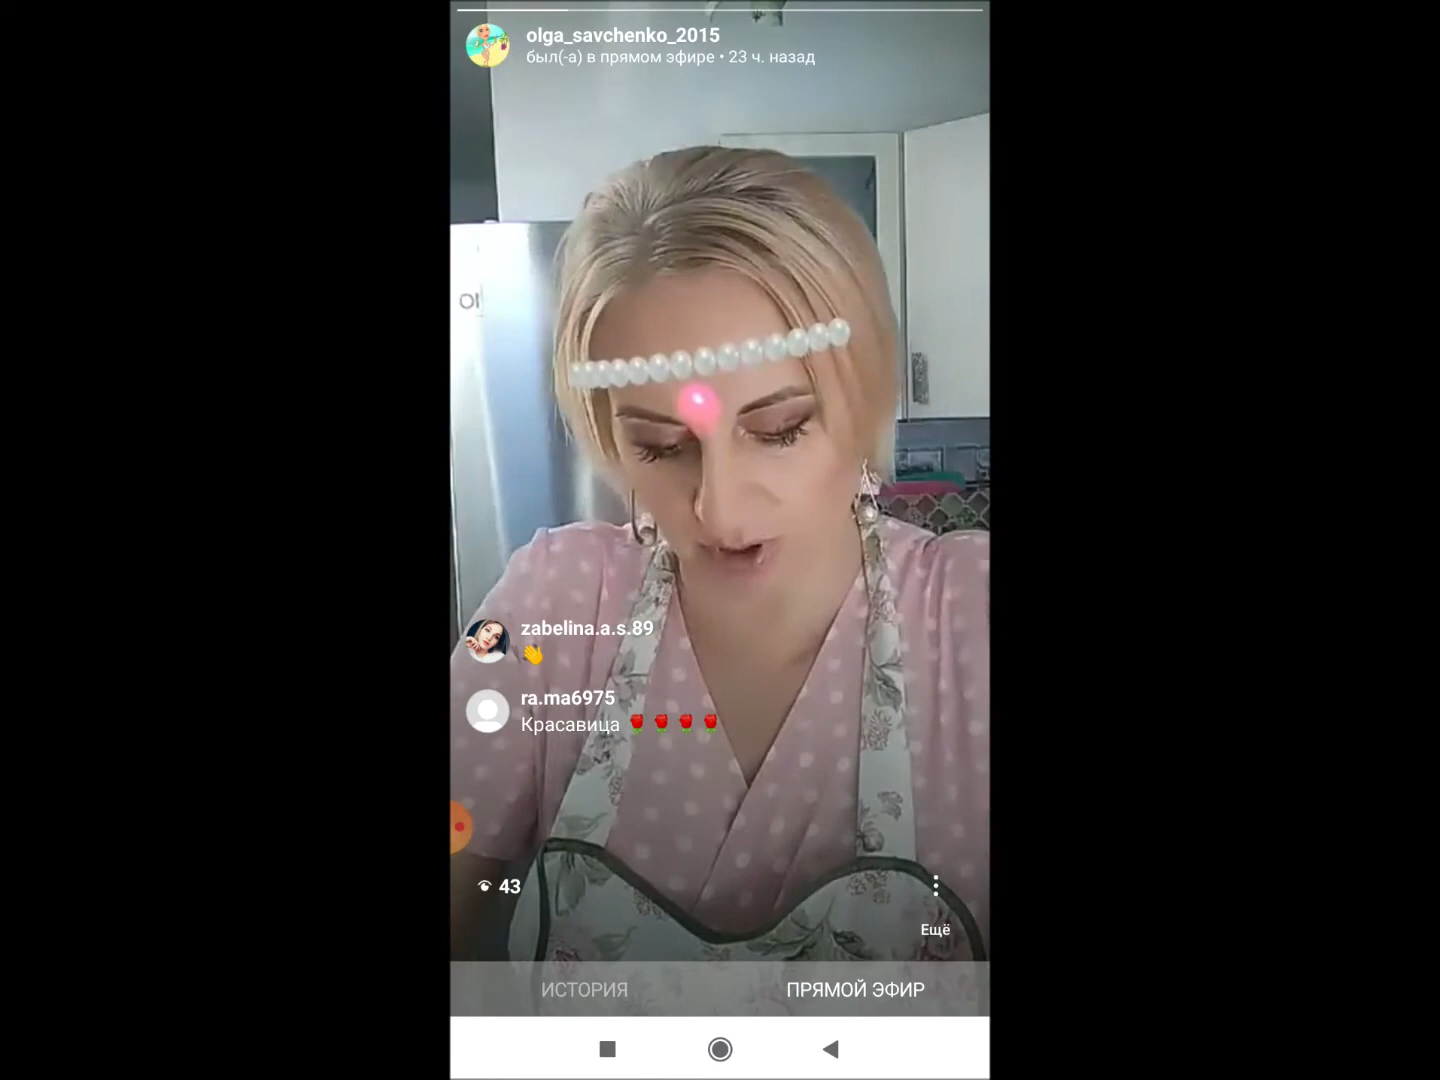 olga_savchenko_2015
был(-а) в прямом эфире • 23 ч. назад
zabelina.a.s.89
👋
ra.ma6975
Красавица 🌹🌹🌹🌹
43
Ещё
ИСТОРИЯ
ПРЯМОЙ ЭФИР